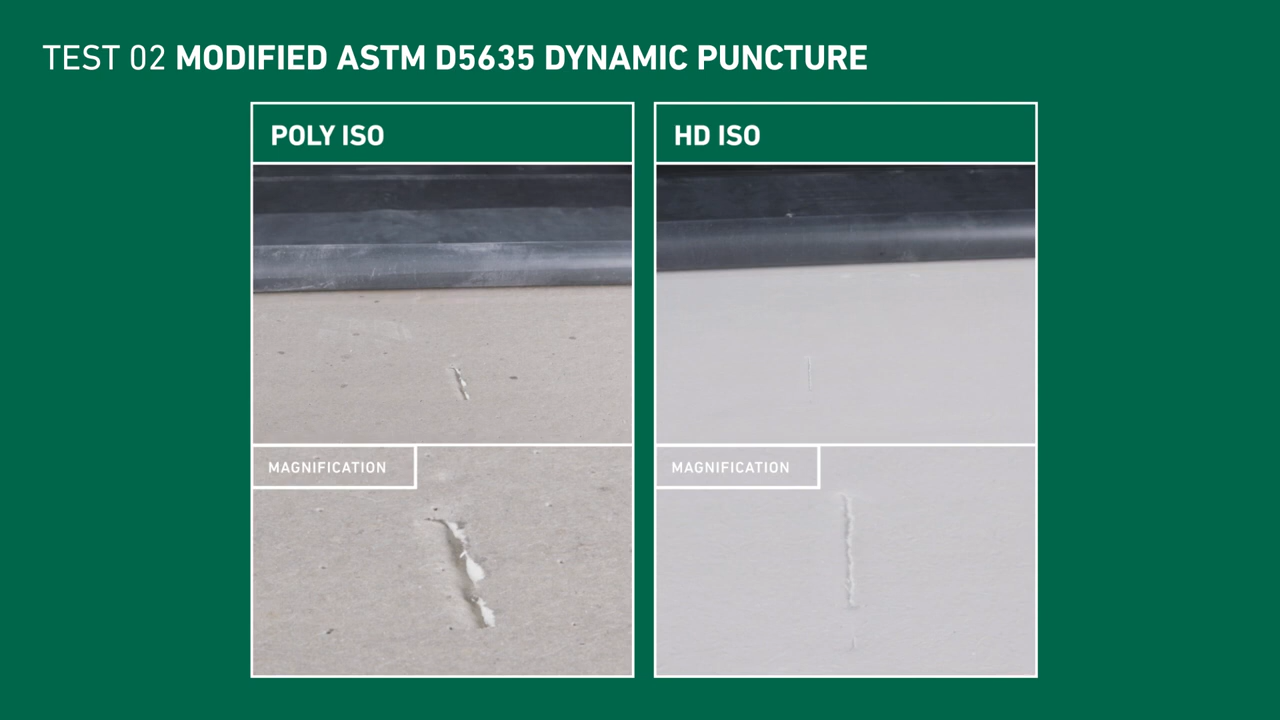 TEST 02 MODIFIED ASTM D5635 DYNAMIC PUNCTURE
POLY ISO
HD ISO
MAGNIFICATION
MAGNIFICATION